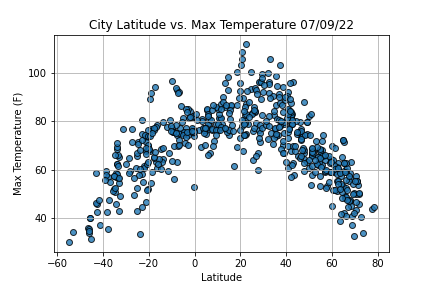 City Latitude vs. Max Temperature 07/09/22
Max Temperature (F)
100
80
60
40
−60 −40 −20 0 20 40 60 80
Latitude